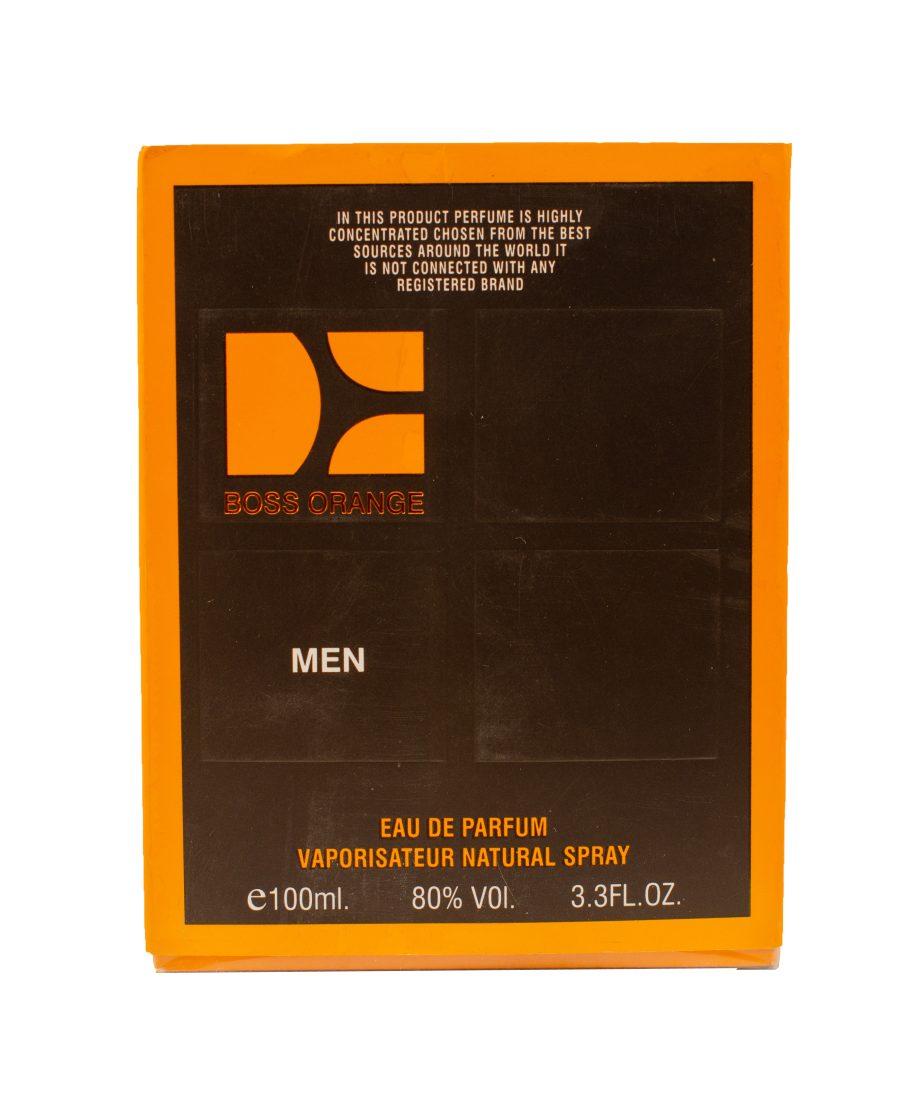 IN THIS PRODUCT PERFUME IS HIGHLY
CONCENTRATED CHOSEN FROM THE BEST
SOURCES AROUND THE WORLD IT
IS NOT CONNECTED WITH ANY
REGISTERED BRAND
BOSS ORANGE
MEN
EAU DE PARFUM
VAPORISATEUR NATURAL SPRAY
℮100ml. 80% VOl. 3.3FL.OZ.